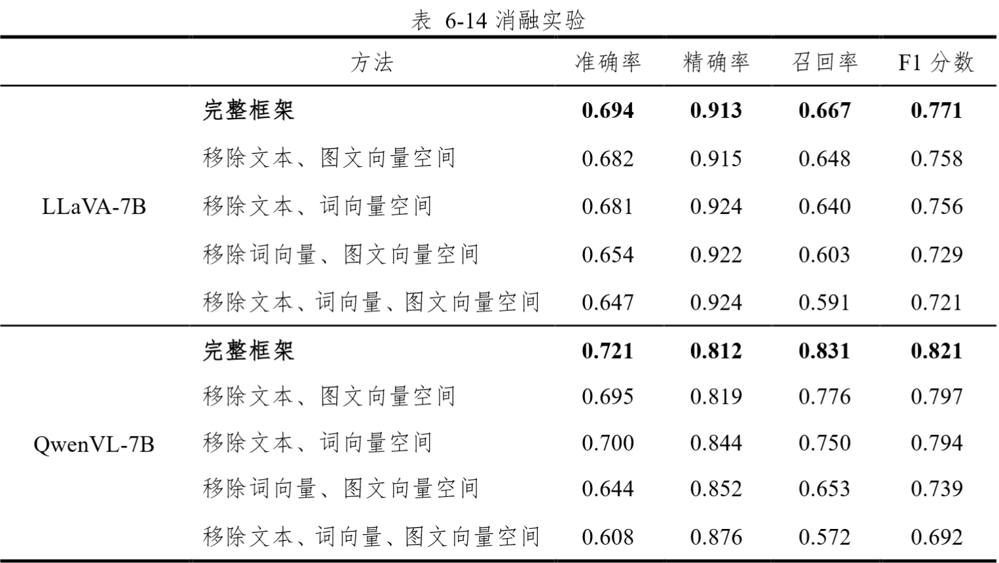 表 6-14 消融实验
方法 准确率 精确率 召回率 F1 分数
完整框架 0.694 0.913 0.667 0.771
移除文本、图文向量空间 0.682 0.915 0.648 0.758
LLaVA-7B 移除文本、词向量空间 0.681 0.924 0.640 0.756
移除词向量、图文向量空间 0.654 0.922 0.603 0.729
移除文本、词向量、图文向量空间 0.647 0.924 0.591 0.721
完整框架 0.721 0.812 0.831 0.821
移除文本、图文向量空间 0.695 0.819 0.776 0.797
QwenVL-7B 移除文本、词向量空间 0.700 0.844 0.750 0.794
移除词向量、图文向量空间 0.644 0.852 0.653 0.739
移除文本、词向量、图文向量空间 0.608 0.876 0.572 0.692